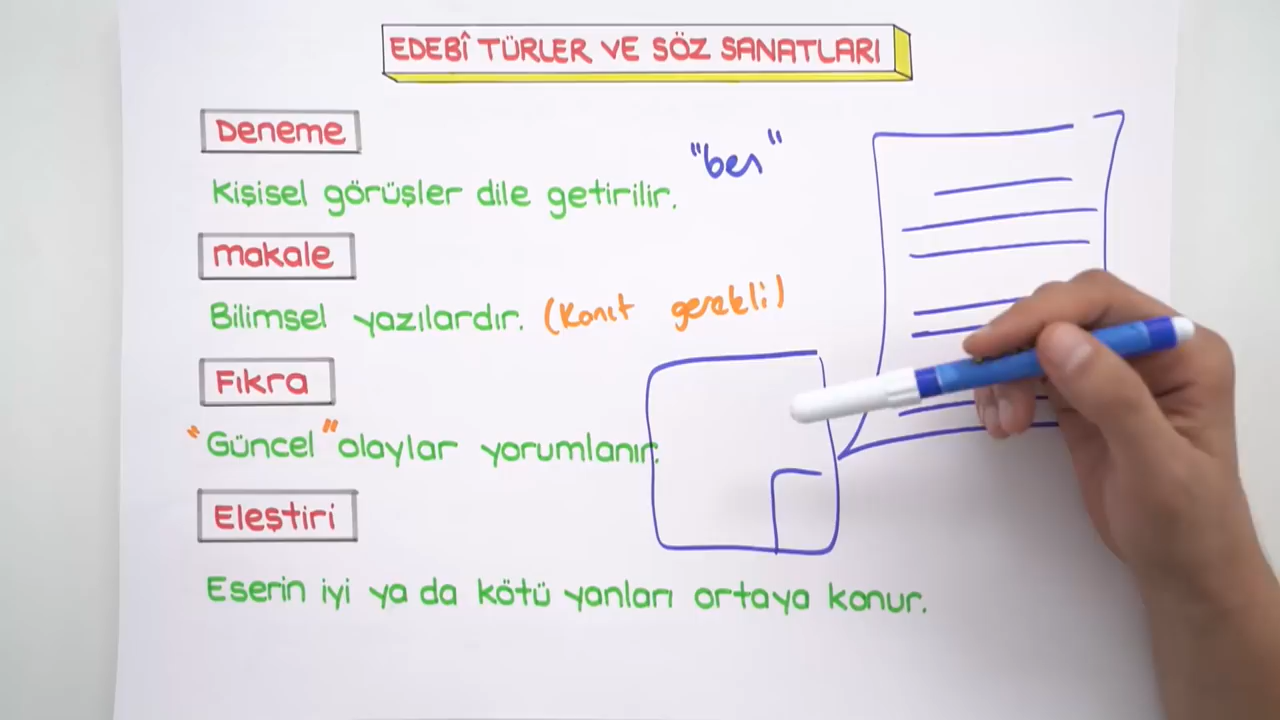 EDEBÎ TÜRLER VE SÖZ SANATLARI
Deneme
"ben"
Kişisel görüşler dile getirilir.
Makale
Bilimsel yazılardır. (Kanıt gerekli)
Fıkra
"Güncel" olaylar yorumlanır.
Eleştiri
Eserin iyi ya da kötü yanları ortaya konur.